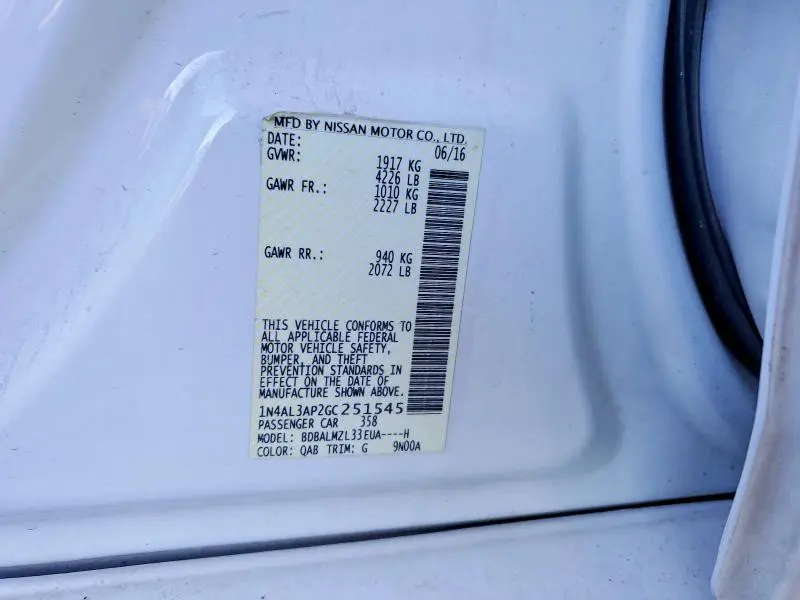 MFD BY NISSAN MOTOR CO., LTD.
DATE: 06/16
GVWR: 1917 KG
4226 LB
GAWR FR.: 1010 KG
2227 LB
GAWR RR.: 940 KG
2072 LB
THIS VEHICLE CONFORMS TO
ALL APPLICABLE FEDERAL
MOTOR VEHICLE SAFETY,
BUMPER, AND THEFT
PREVENTION STANDARDS IN
EFFECT ON THE DATE OF
MANUFACTURE SHOWN ABOVE.
1N4AL3AP2GC251545
PASSENGER CAR 358
MODEL: BDBALMZL33EUA----H
COLOR: QAB TRIM: G 9N00A